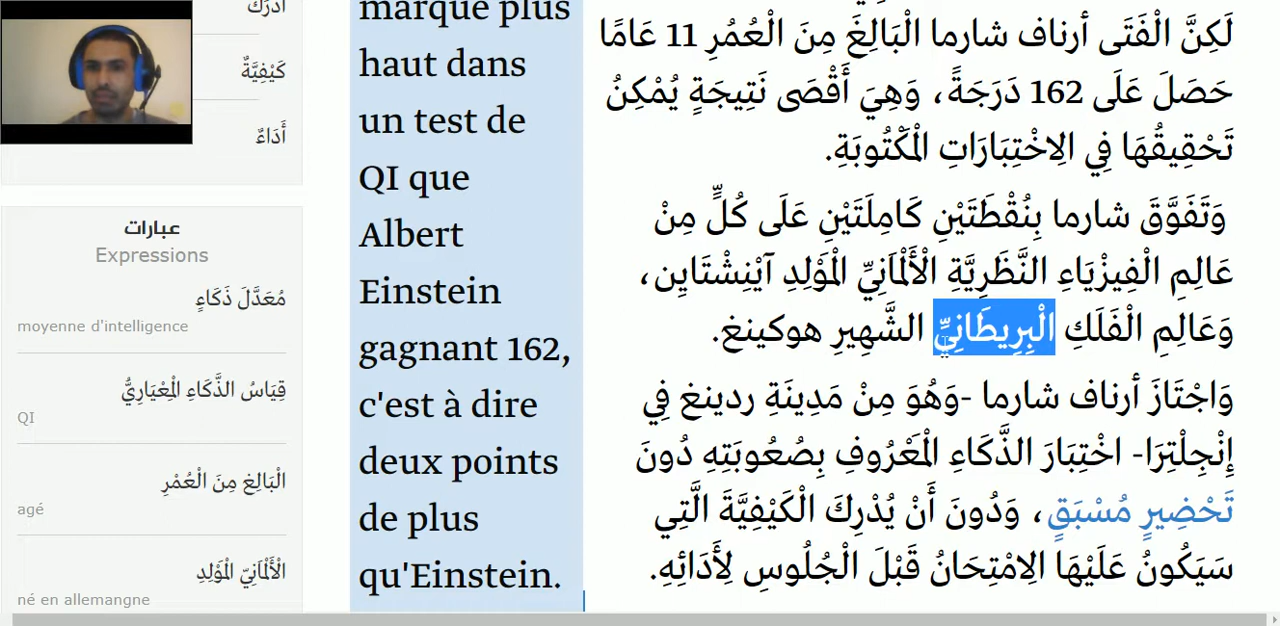 أدرك
كَيْفِيَّةٌ
أَدَاءٌ
عبارات
Expressions
مُعَدَّلَ ذَكَاءٍ
moyenne d'intelligence
قِيَاسُ الذَّكَاءِ الْمِعْيَارِيُّ
QI
الْبَالِغِ مِنَ الْعُمْرِ
agé
الْأَلْمَانِيّ الْمَوْلِدِ
né en allemangne
marqué plus
haut dans
un test de
QI que
Albert
Einstein
gagnant 162,
c'est à dire
deux points
de plus
qu'Einstein.
لَكِنَّ الْفَتَى أرناف شارما الْبَالِغَ مِنَ الْعُمُرِ 11 عَامًا
حَصَلَ عَلَى 162 دَرَجَةً، وَهِيَ أَقْصَى نَتِيجَةٍ يُمْكِنُ
تَحْقِيقُهَا فِي الِاخْتِبَارَاتِ الْمَكْتُوبَةِ.
وَتَفَوَّقَ شارما بِنُقْطَتَيْنِ كَامِلَتَيْنِ عَلَى كُلٍّ مِنْ
عَالِمِ الْفِيزْيَاءِ النَّظَرِيَّةِ الْأَلْمَانِيِّ الْمَوْلِدِ آيْنِشْتَايِن،
وَعَالِمِ الْفَلَكِ الْبِرِيطَانِيِّ الشَّهِيرِ هوكينغ.
وَاجْتَازَ أرناف شارما -وَهُوَ مِنْ مَدِينَةِ ردينغ فِي
إِنْجِلْتِرَا- اخْتِبَارَ الذَّكَاءِ الْمَعْرُوفِ بِصُعُوبَتِهِ دُونَ
تَحْضِيرٍ مُسْبَقٍ، وَدُونَ أَنْ يُدْرِكَ الْكَيْفِيَّةَ الَّتِي
سَيَكُونُ عَلَيْهَا الِامْتِحَانُ قَبْلَ الْجُلُوسِ لِأَدَائِهِ.